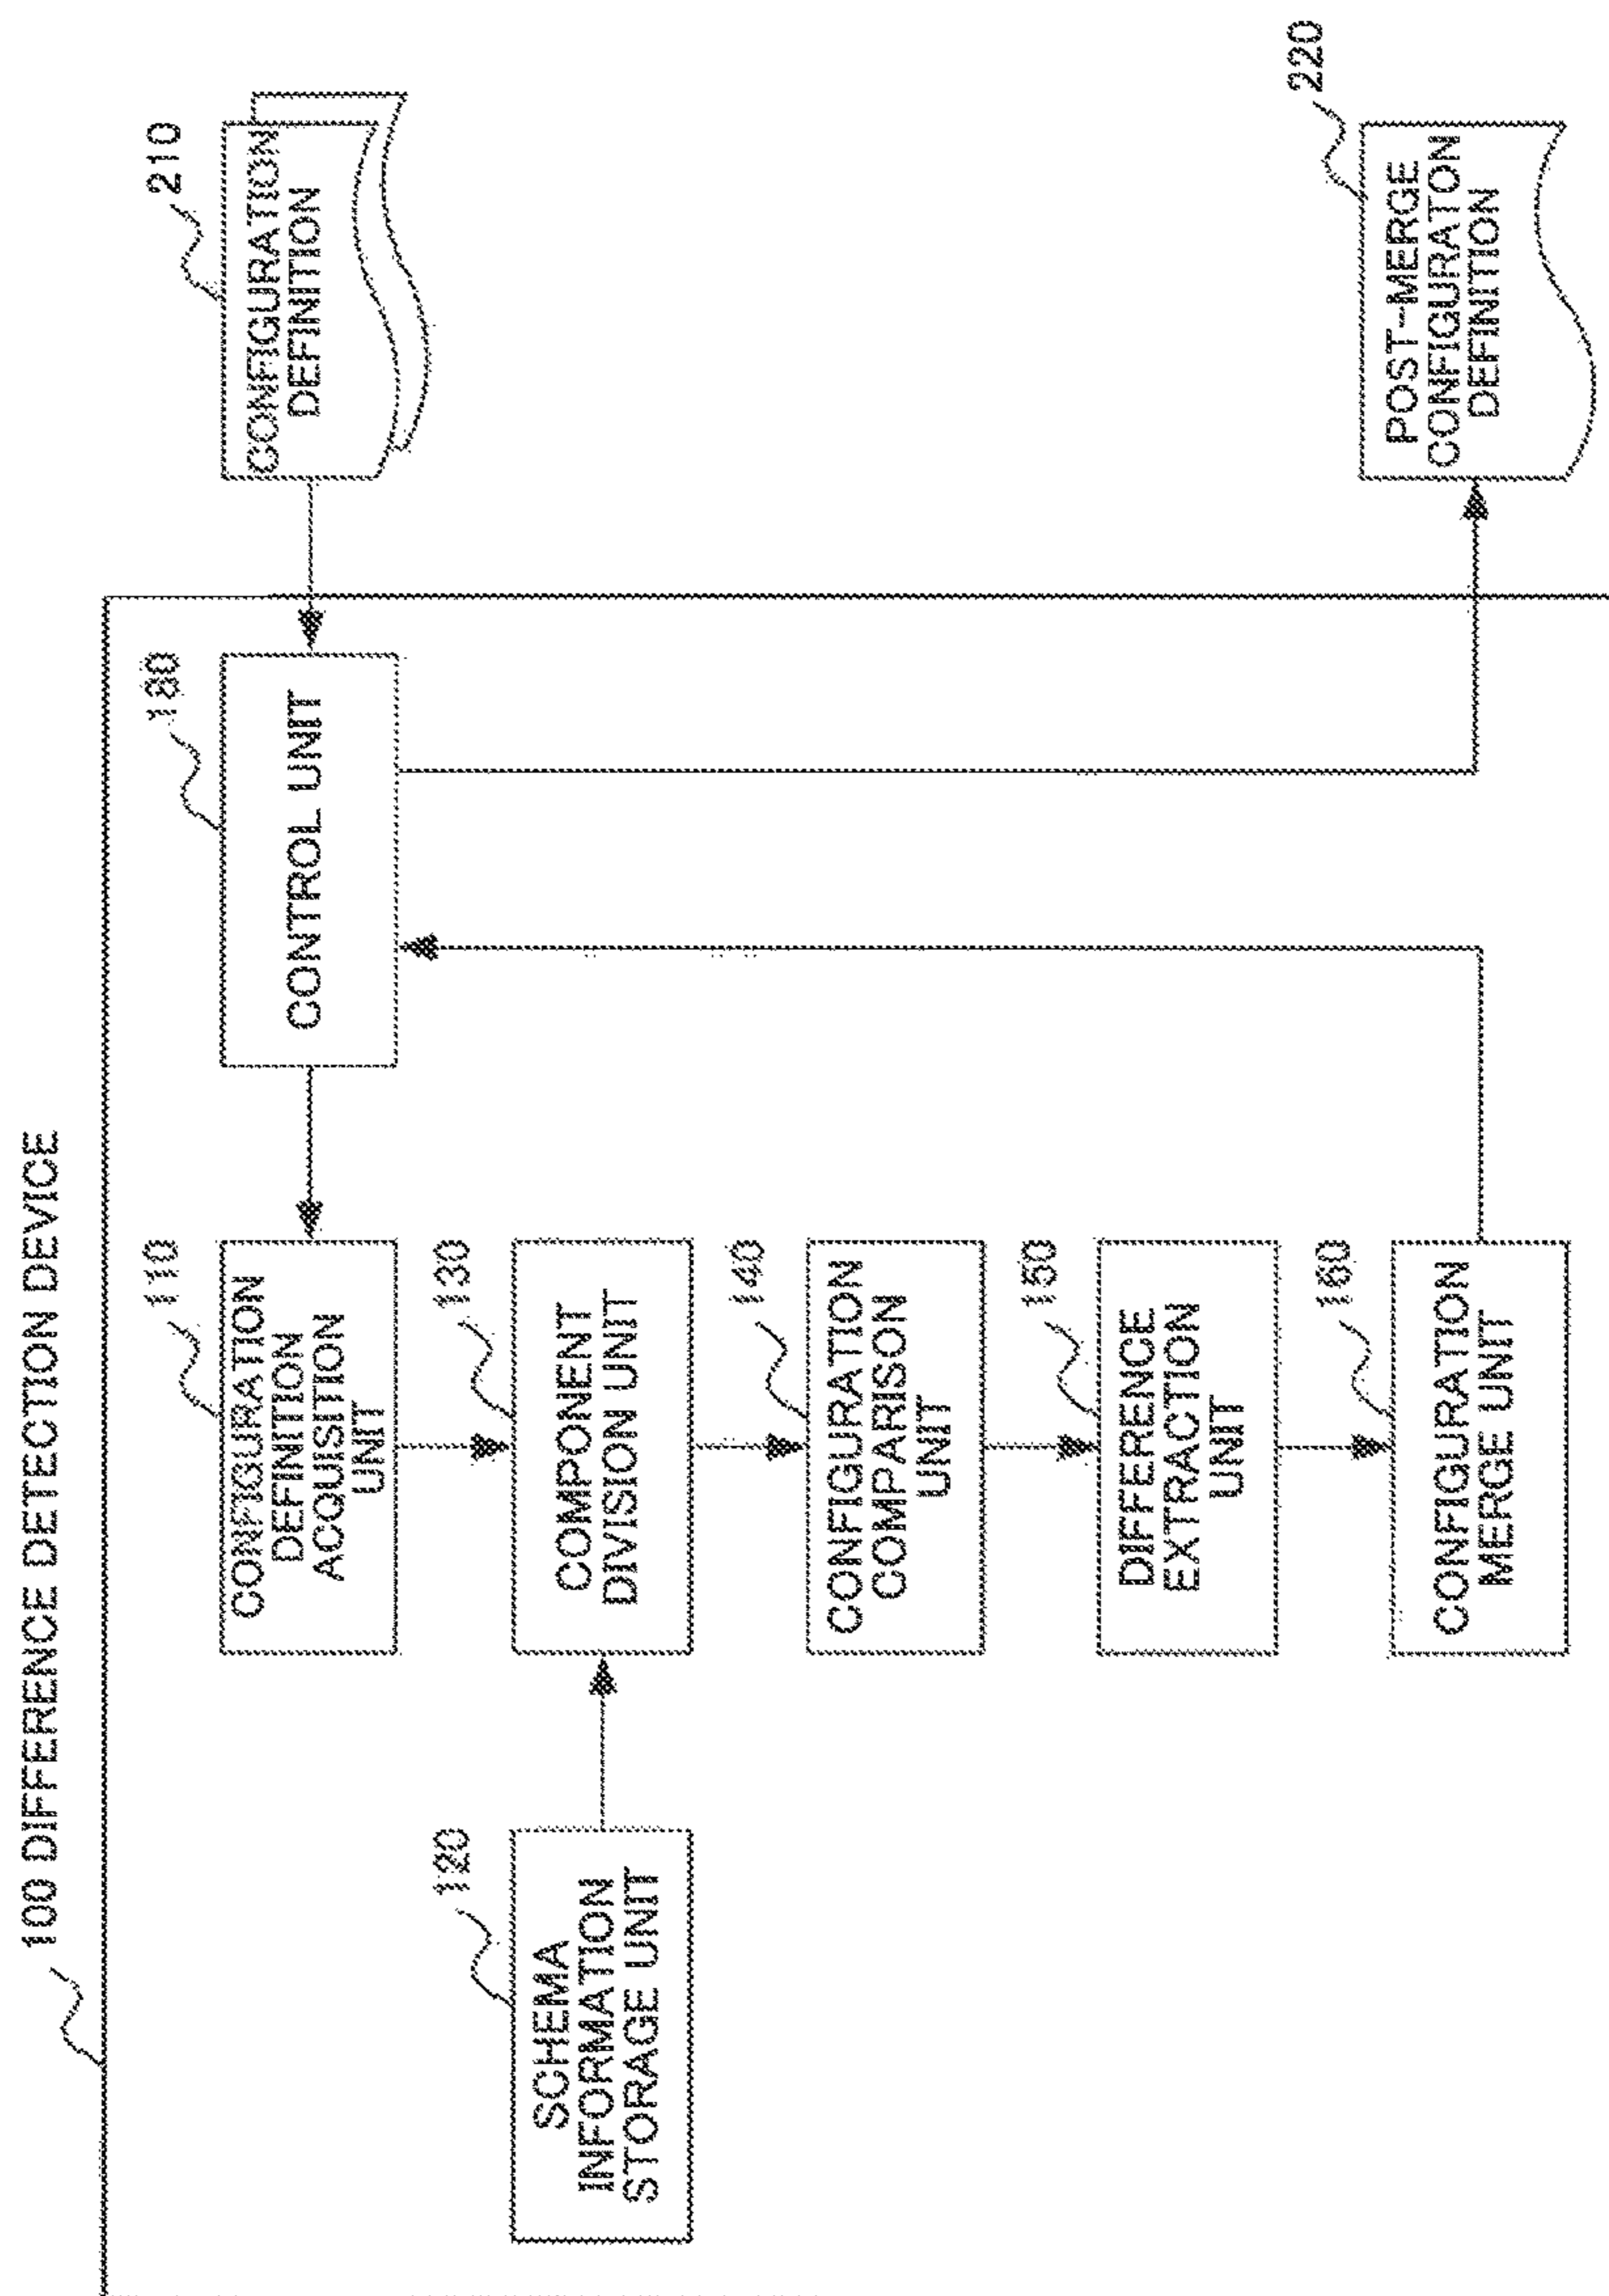 100 DIFFERENCE DETECTION DEVICE
110
CONFIGURATION
DEFINITION
ACQUISITION
UNIT
180
CONTROL UNIT
210
CONFIGURATION
DEFINITION
120
SCHEMA
INFORMATION
STORAGE UNIT
130
COMPONENT
DIVISION UNIT
140
CONFIGURATION
COMPARISON
UNIT
150
DIFFERENCE
EXTRACTION
UNIT
160
CONFIGURATION
MERGE UNIT
220
POST-MERGE
CONFIGURATON
DEFINITION